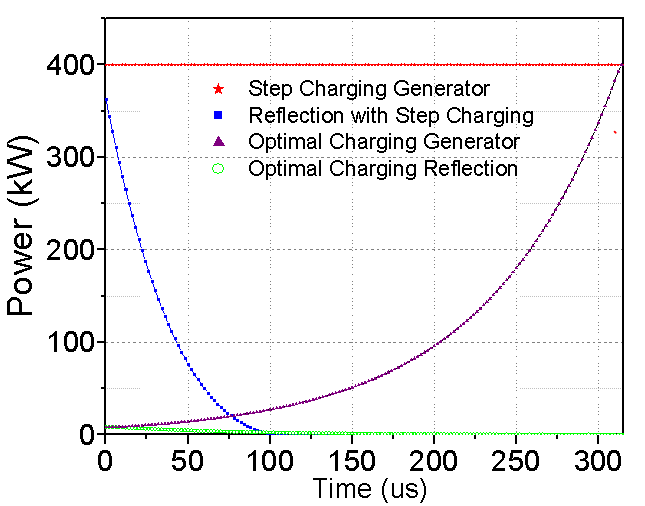 400
300
200
100
0
Power (kW)
Step Charging Generator
Reflection with Step Charging
Optimal Charging Generator
Optimal Charging Reflection
0 50 100 150 200 250 300
Time (us)